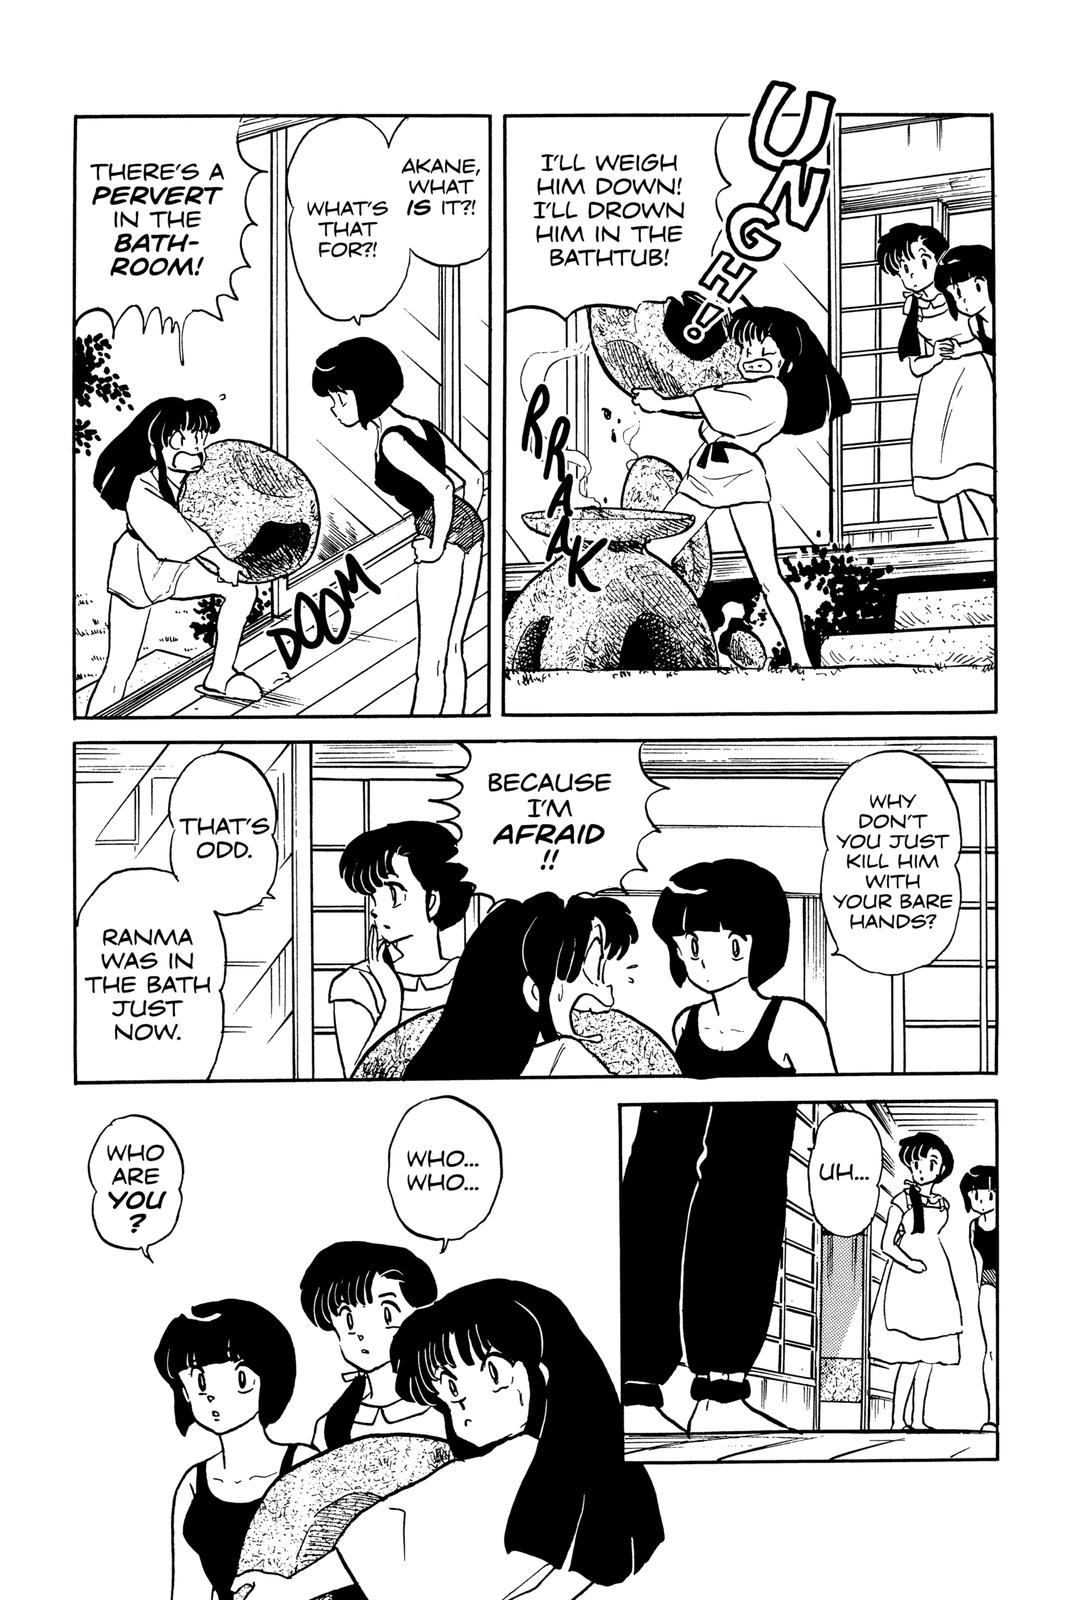 I'LL WEIGH
HIM DOWN!
I'LL DROWN
HIM IN THE
BATHTUB!
UNGH!
RRRAAK
AKANE,
WHAT
IS IT?!
WHAT'S
THAT
FOR?!
THERE'S A
PERVERT
IN THE
BATH-
ROOM!
DOOM
WHY
DON'T
YOU JUST
KILL HIM
WITH
YOUR BARE
HANDS?
BECAUSE
I'M
AFRAID
!!
THAT'S
ODD.
RANMA
WAS IN
THE BATH
JUST
NOW.
UH...
WHO...
WHO...
WHO
ARE
YOU
?